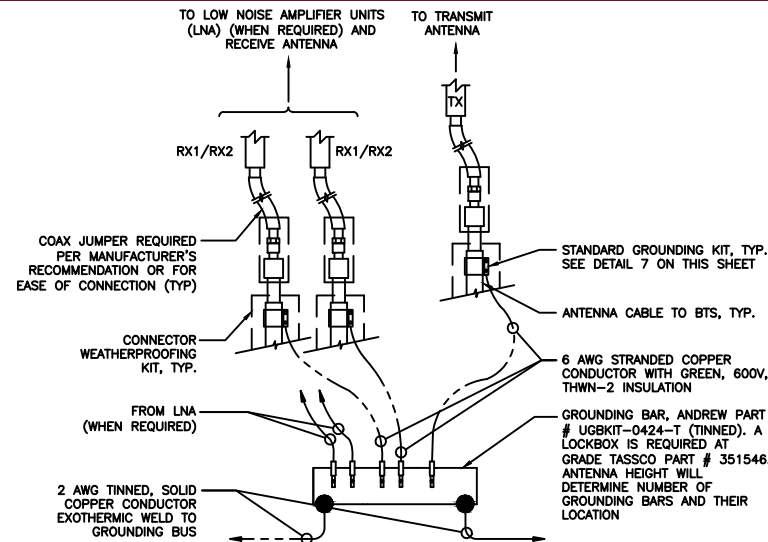 TO LOW NOISE AMPLIFIER UNITS
(LNA) (WHEN REQUIRED) AND
RECEIVE ANTENNA
TO TRANSMIT
ANTENNA
TX
RX1/RX2
RX1/RX2
COAX JUMPER REQUIRED
PER MANUFACTURER'S
RECOMMENDATION OR FOR
EASE OF CONNECTION (TYP)
STANDARD GROUNDING KIT, TYP.
SEE DETAIL 7 ON THIS SHEET
ANTENNA CABLE TO BTS, TYP.
CONNECTOR
WEATHERPROOFING
KIT, TYP.
6 AWG STRANDED COPPER
CONDUCTOR WITH GREEN, 600V,
THWN-2 INSULATION
FROM LNA
(WHEN REQUIRED)
GROUNDING BAR, ANDREW PART
# UGBKIT-0424-T (TINNED). A
LOCKBOX IS REQUIRED AT
GRADE TASSCO PART # 351546.
ANTENNA HEIGHT WILL
DETERMINE NUMBER OF
GROUNDING BARS AND THEIR
LOCATION
2 AWG TINNED, SOLID
COPPER CONDUCTOR
EXOTHERMIC WELD TO
GROUNDING BUS